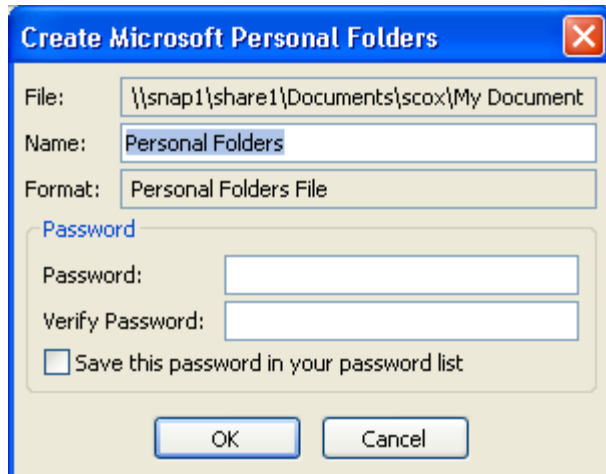 Create Microsoft Personal Folders
File: \\snap1\share1\Documents\scox\My Document
Name: Personal Folders
Format: Personal Folders File
Password
Password:
Verify Password:
Save this password in your password list
OK Cancel